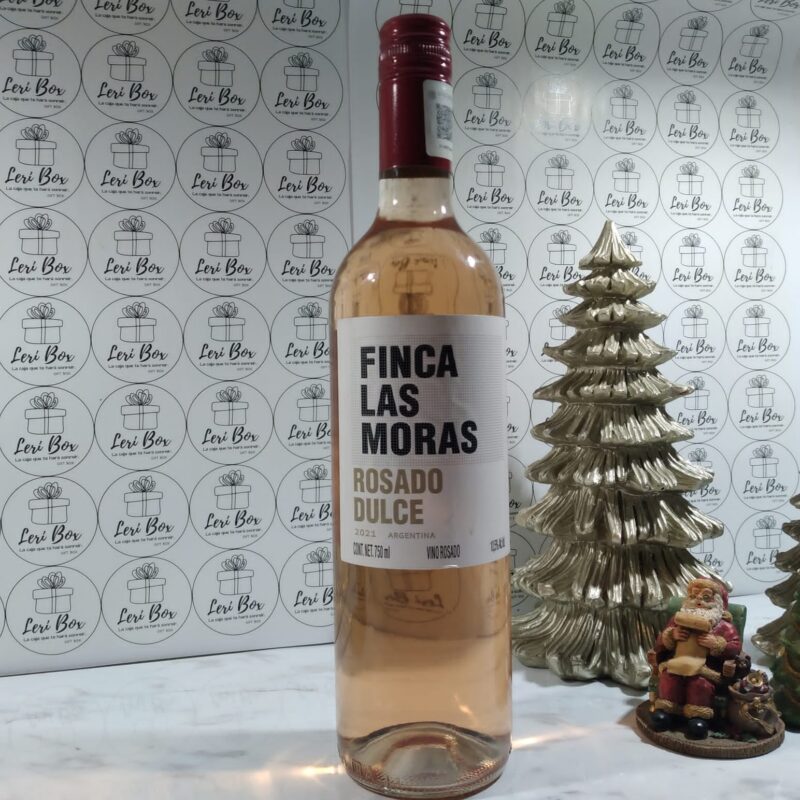 FINCA
LAS
MORAS
ROSADO
DULCE
2021 ARGENTINA
CONT. NET. 750 ml VINO ROSADO
Leri Box
La caja que te hará sonreír
GIFT BOX